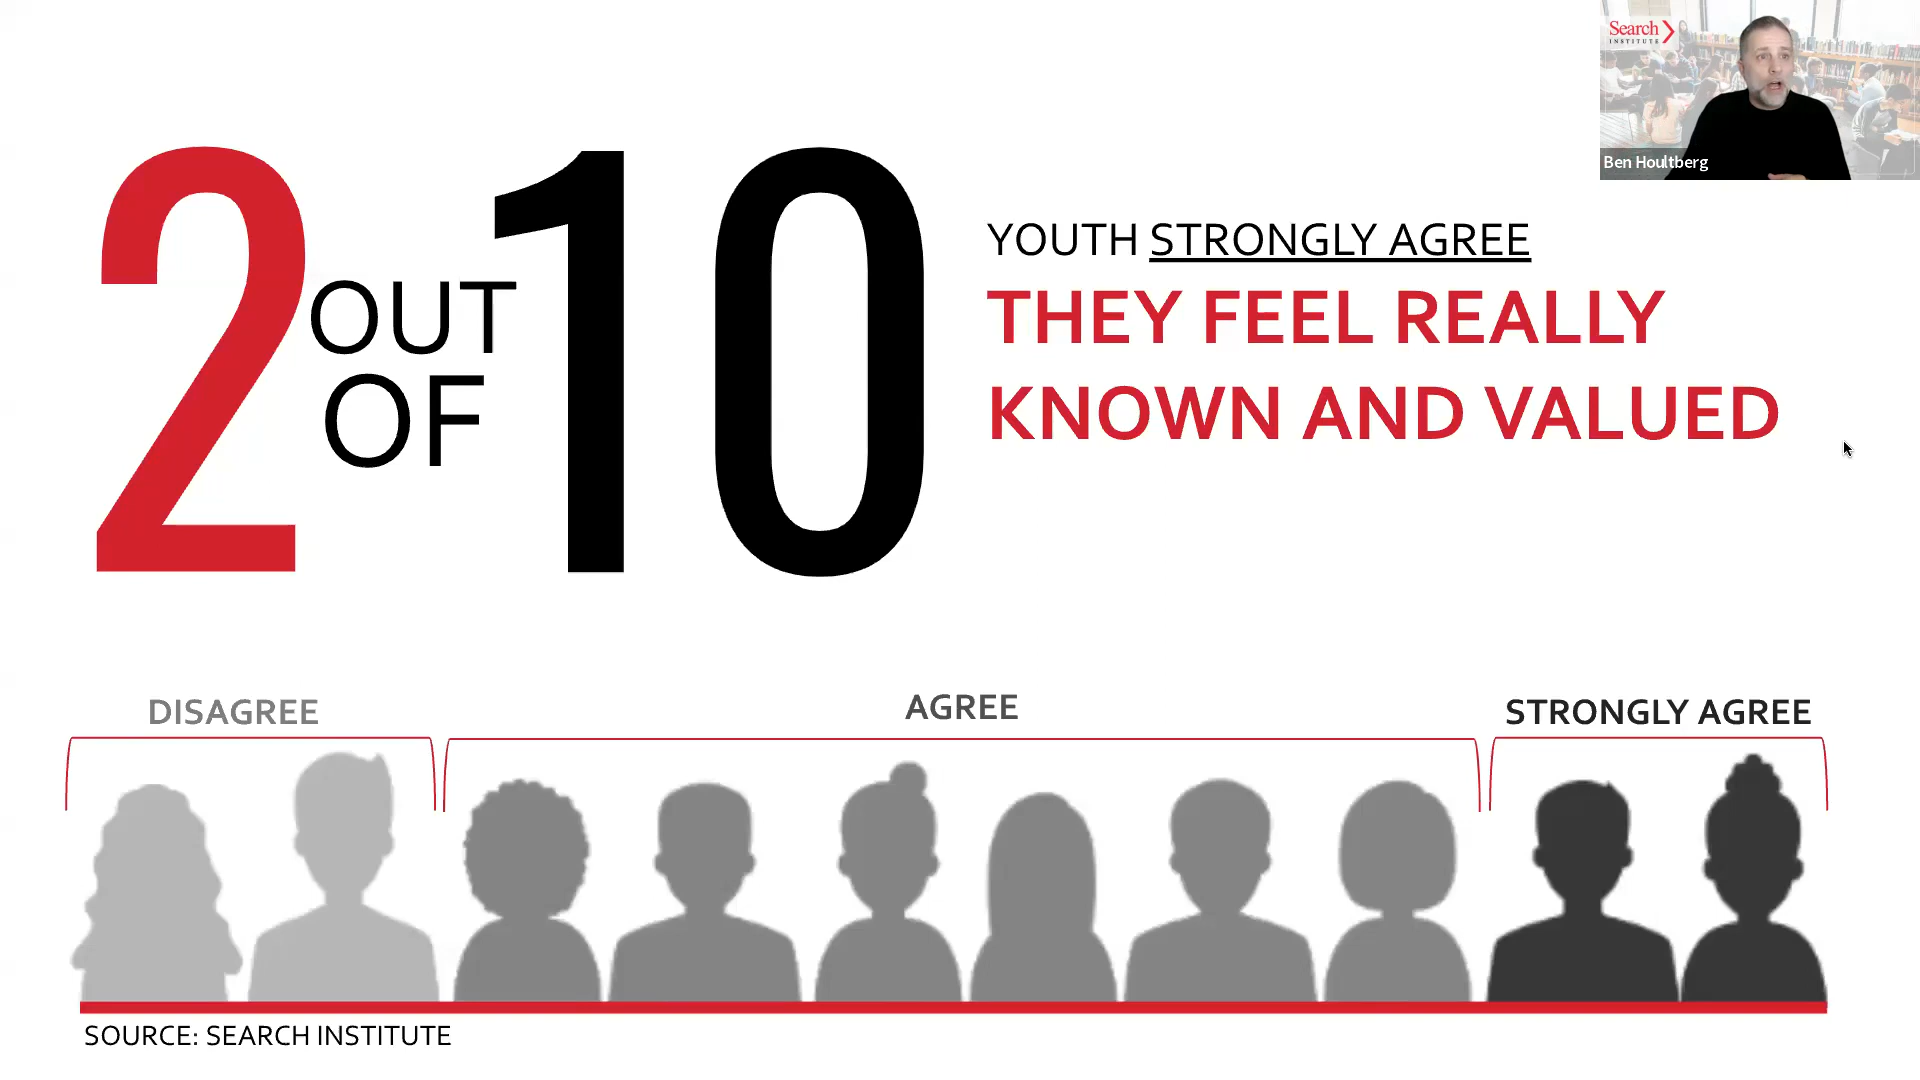 Search
INSTITUTE
Ben Houltberg
2 OUT OF 10
YOUTH STRONGLY AGREE
THEY FEEL REALLY
KNOWN AND VALUED
DISAGREE
AGREE
STRONGLY AGREE
SOURCE: SEARCH INSTITUTE